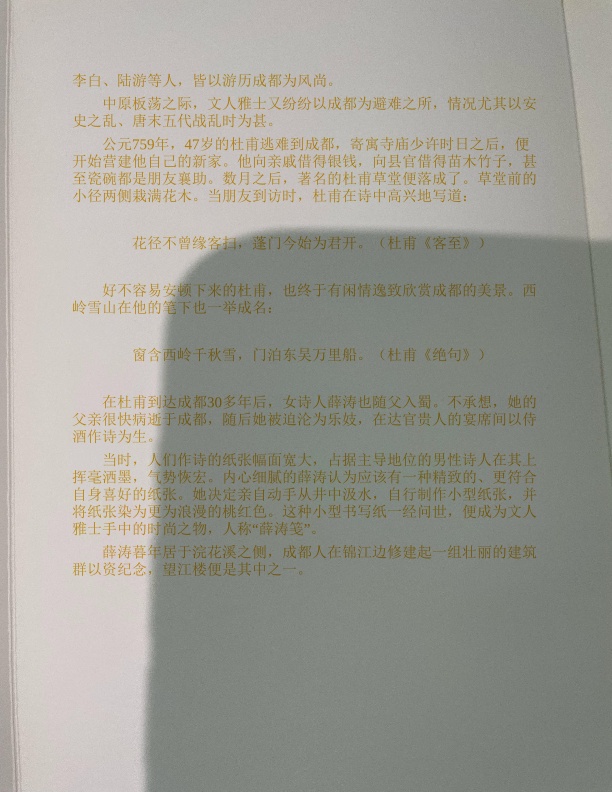 李白、陆游等人，皆以游历成都为风尚。
中原板荡之际，文人雅士又纷纷以成都为避难之所，情况尤其以安
史之乱、唐末五代战乱时为甚。
公元759年，47岁的杜甫逃难到成都，寄寓寺庙少许时日之后，便
开始营建他自己的新家。他向亲戚借得银钱，向县官借得苗木竹子，甚
至瓷碗都是朋友襄助。数月之后，著名的杜甫草堂便落成了。草堂前的
小径两侧栽满花木。当朋友到访时，杜甫在诗中高兴地写道：
花径不曾缘客扫，蓬门今始为君开。（杜甫《客至》）
好不容易安顿下来的杜甫，也终于有闲情逸致欣赏成都的美景。西
岭雪山在他的笔下也一举成名：
窗含西岭千秋雪，门泊东吴万里船。（杜甫《绝句》）
在杜甫到达成都30多年后，女诗人薛涛也随父入蜀。不承想，她的
父亲很快病逝于成都，随后她被迫沦为乐妓，在达官贵人的宴席间以侍
酒作诗为生。
当时，人们作诗的纸张幅面宽大，占据主导地位的男性诗人在其上
挥毫洒墨，气势恢宏。内心细腻的薛涛认为应该有一种精致的、更符合
自身喜好的纸张。她决定亲自动手从井中汲水，自行制作小型纸张，并
将纸张染为更为浪漫的桃红色。这种小型书写纸一经问世，便成为文人
雅士手中的时尚之物，人称“薛涛笺”。
薛涛暮年居于浣花溪之侧，成都人在锦江边修建起一组壮丽的建筑
群以资纪念，望江楼便是其中之一。